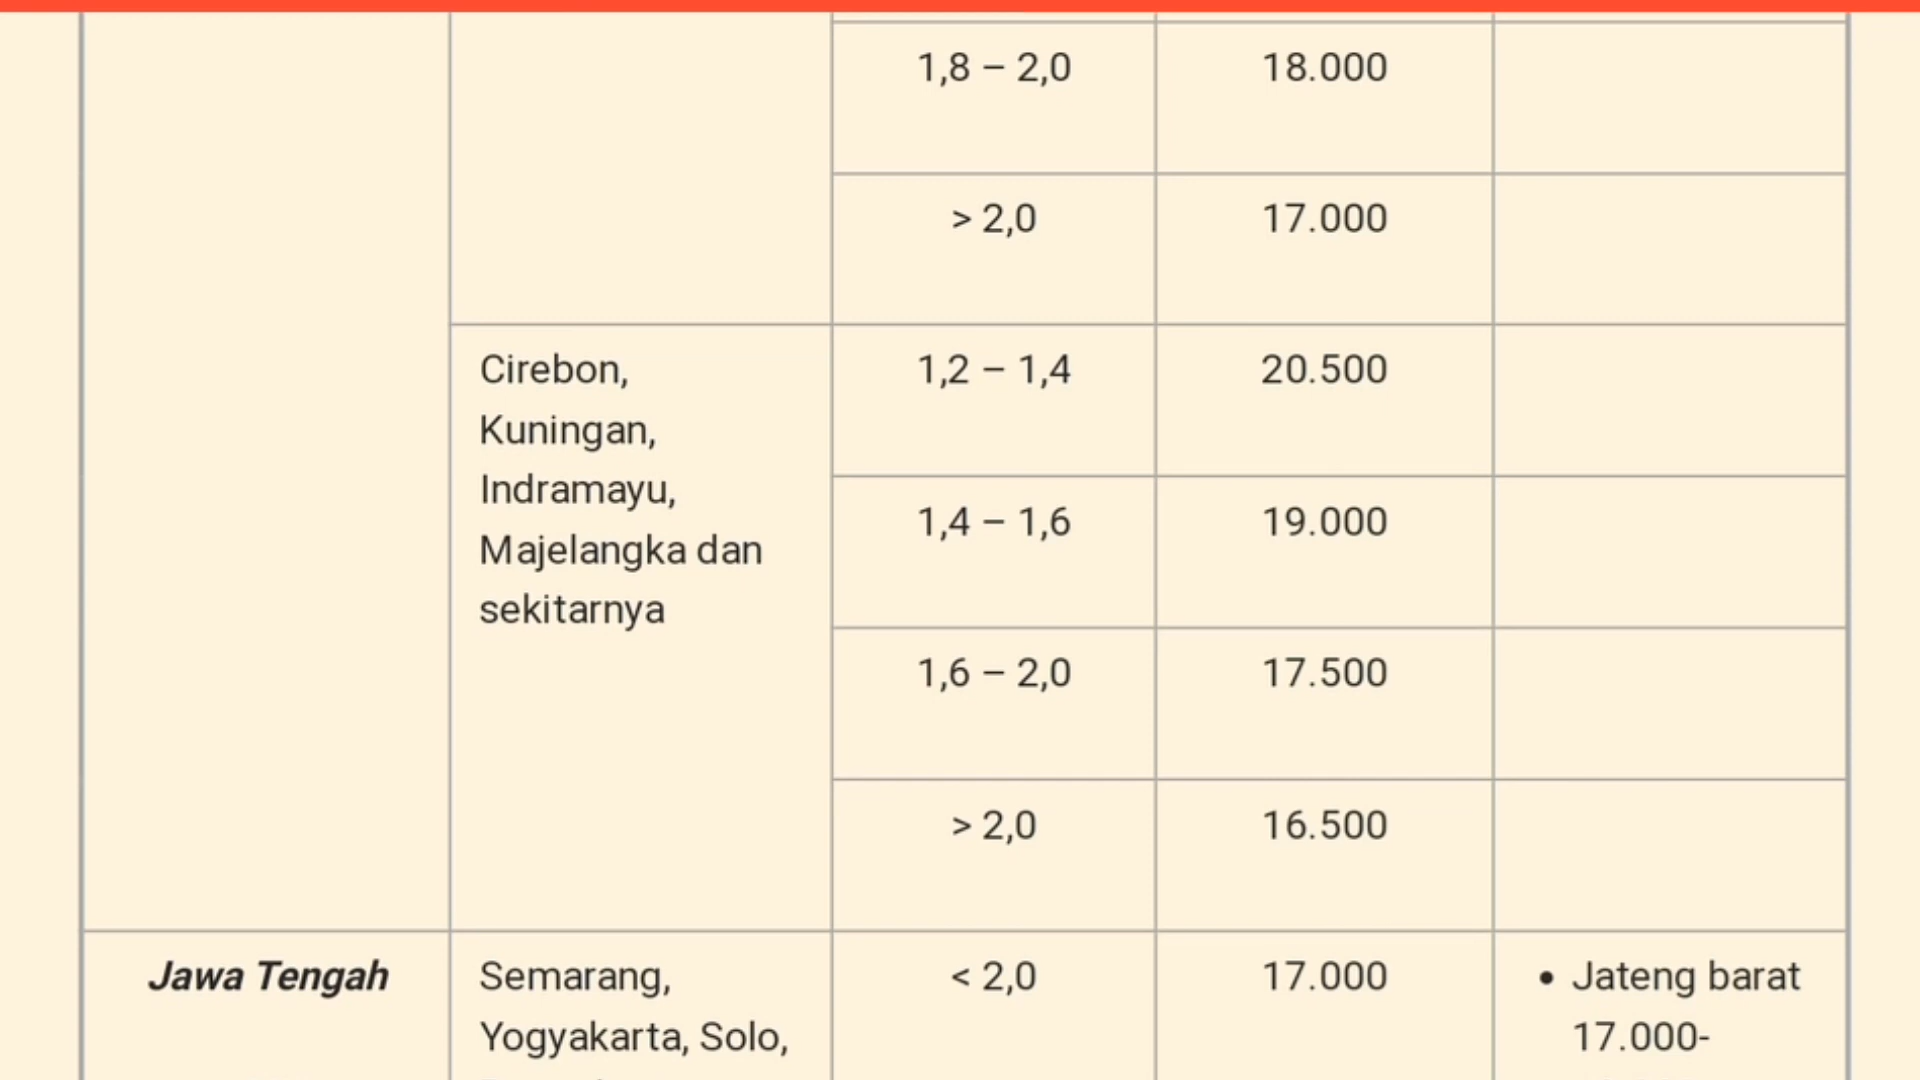 1,8 – 2,0 18.000
> 2,0 17.000
Cirebon, 1,2 – 1,4 20.500
Kuningan,
Indramayu,
1,4 – 1,6 19.000
Majelangka dan
sekitarnya
1,6 – 2,0 17.500
> 2,0 16.500
Jawa Tengah Semarang, < 2,0 17.000 • Jateng barat
Yogyakarta, Solo, 17.000-